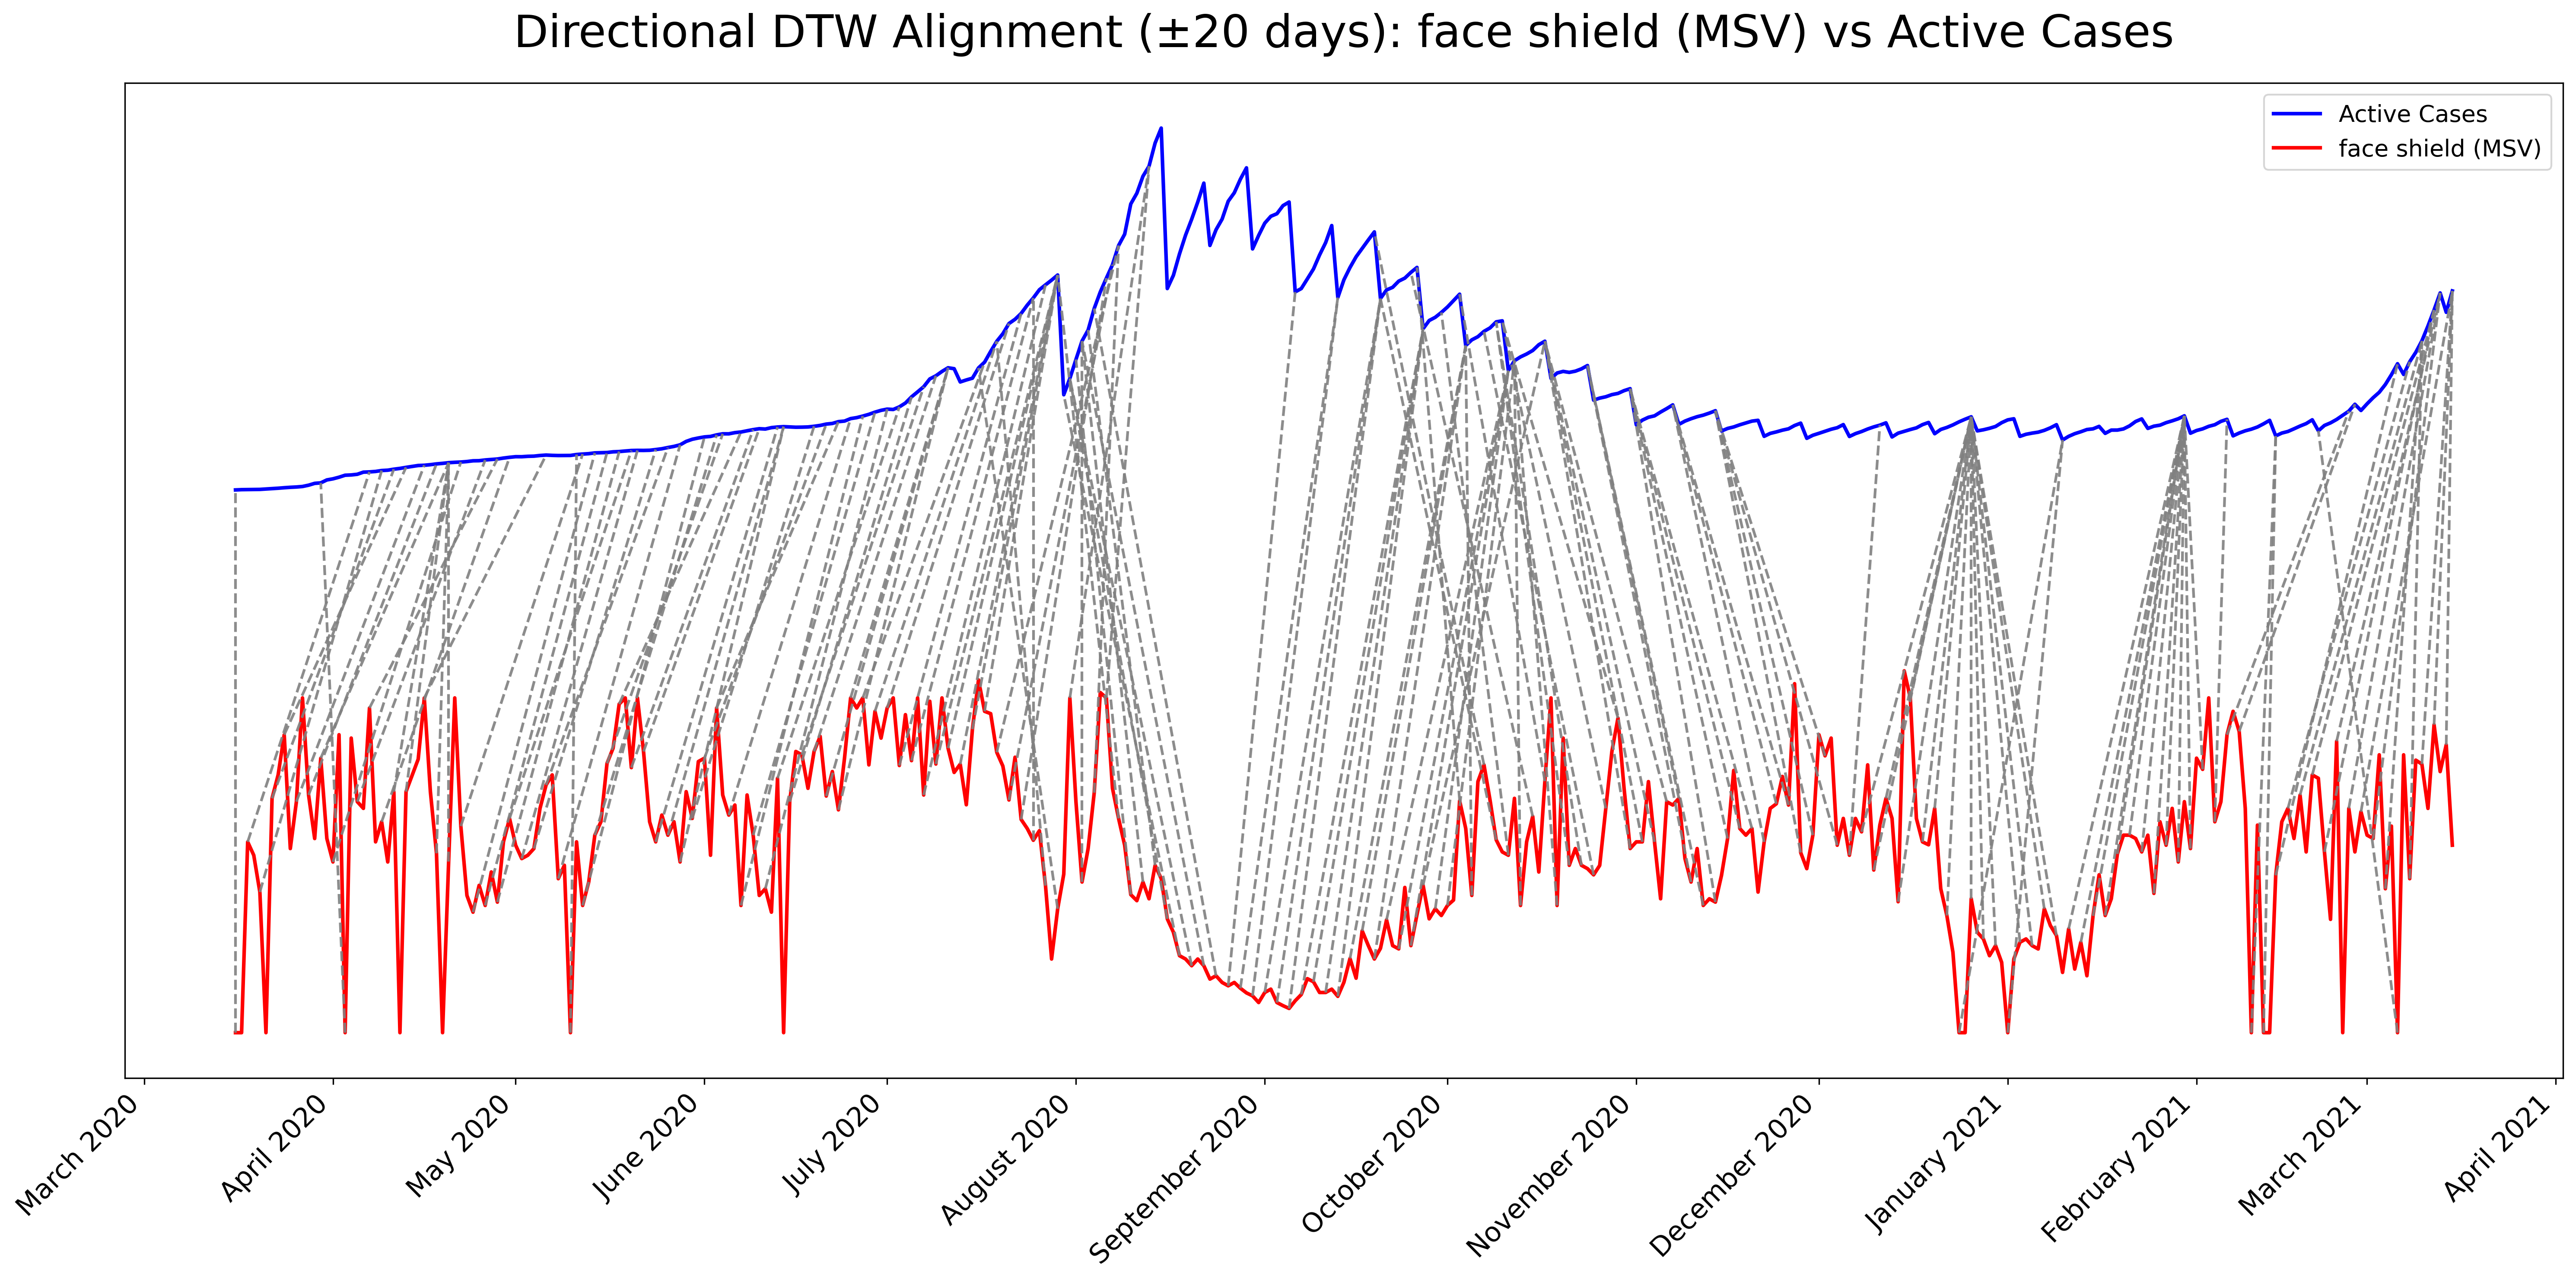 Directional DTW Alignment (±20 days): face shield (MSV) vs Active Cases
Active Cases
face shield (MSV)
March 2020
April 2020
May 2020
June 2020
July 2020
August 2020
September 2020
October 2020
November 2020
December 2020
January 2021
February 2021
March 2021
April 2021